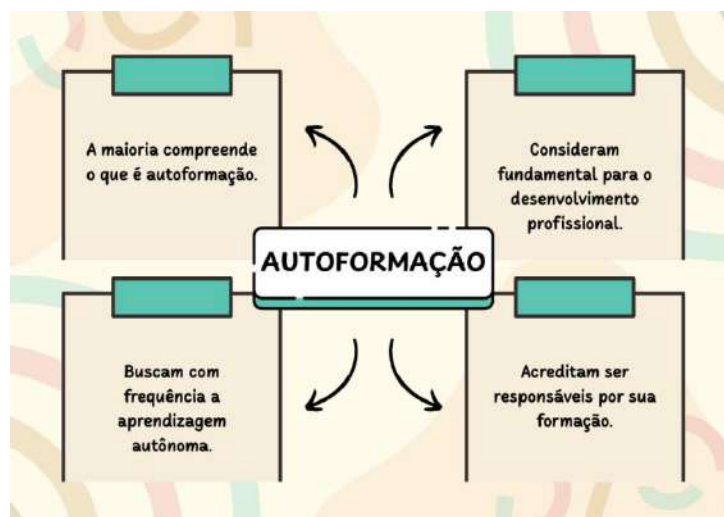 A maioria compreende
o que é autoformação.
Consideram
fundamental para o
desenvolvimento
profissional.
AUTOFORMAÇÃO
Buscam com
frequência a
aprendizagem
autônoma.
Acreditam ser
responsáveis por sua
formação.